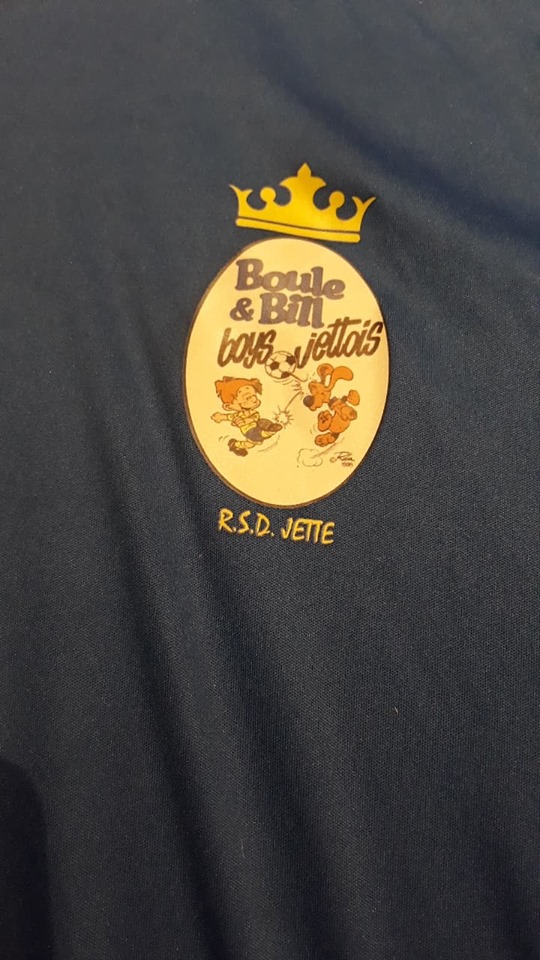 Boule
& Bill
boys jettois
R.S.D. JETTE